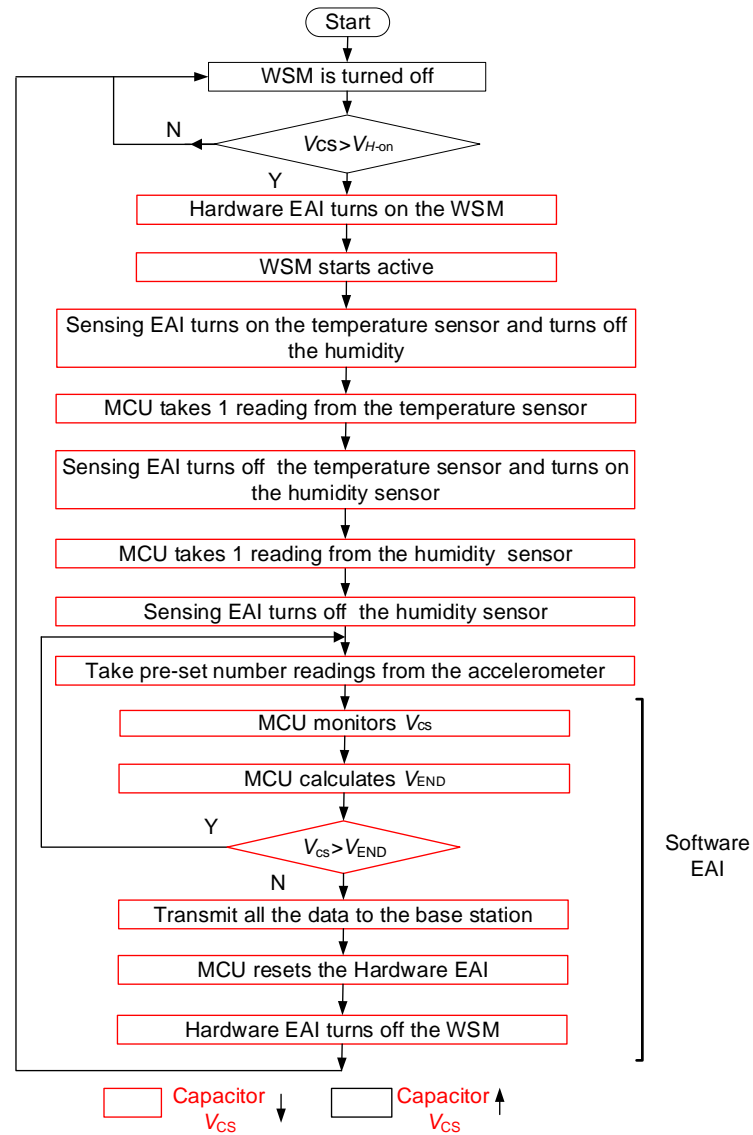 Start
WSM is turned off
N
VCS>VH-on
Y
Hardware EAI turns on the WSM
WSM starts active
Sensing EAI turns on the temperature sensor and turns off
the humidity
MCU takes 1 reading from the temperature sensor
Sensing EAI turns off the temperature sensor and turns on
the humidity sensor
MCU takes 1 reading from the humidity sensor
Sensing EAI turns off the humidity sensor
Take pre-set number readings from the accelerometer
MCU monitors Vcs
MCU calculates VEND
Y
Vcs>VEND
N
Software
EAI
Transmit all the data to the base station
MCU resets the Hardware EAI
Hardware EAI turns off the WSM
Capacitor
VCS
Capacitor
VCS